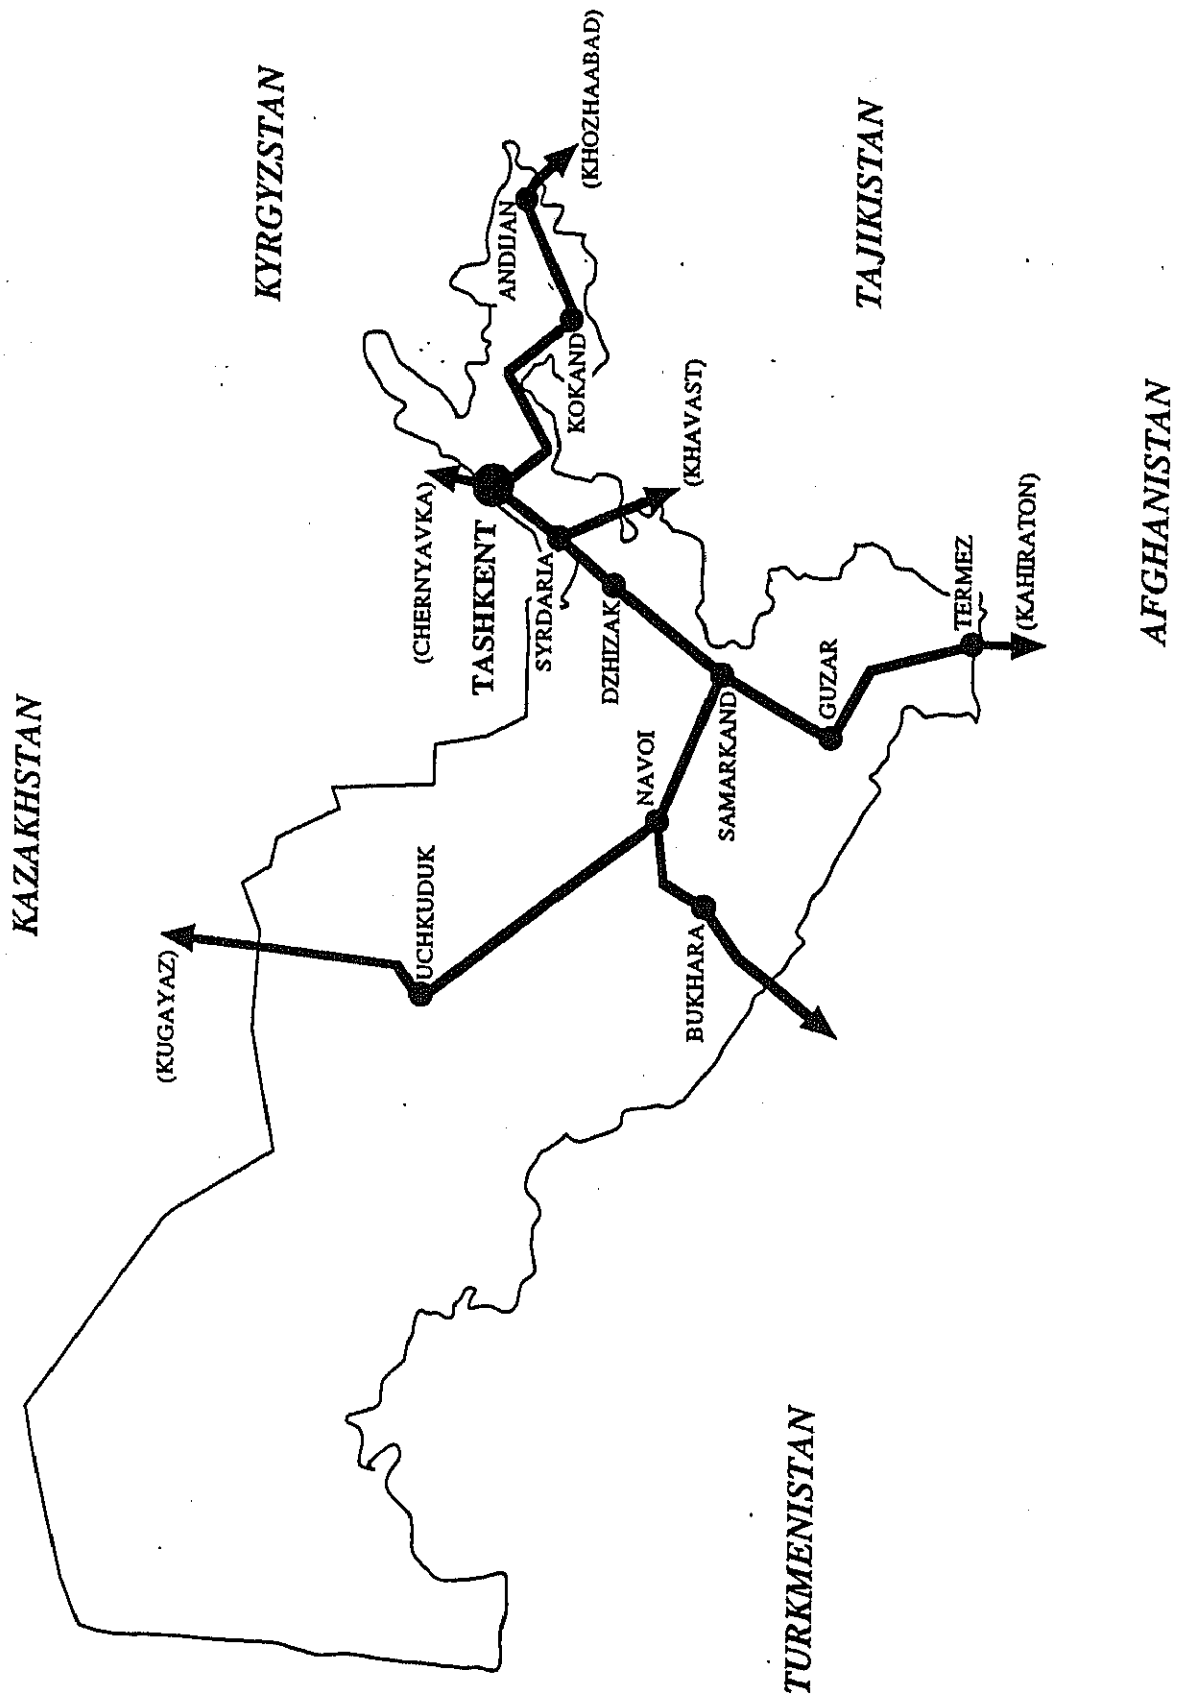 KAZAKHSTAN
KYRGYZSTAN
(KUGAYAZ)
(CHERNYAVKA)
UCHKUDUK
TASHKENT
ANDIJAN
SYRDARIA
KOKAND
(KHOZHAABAD)
DZHIZAK
NAVOI
(KHAVAST)
BUKHARA
SAMARKAND
GUZAR
TAJIKISTAN
TERMEZ
(KAHIRATON)
TURKMENISTAN
AFGHANISTAN